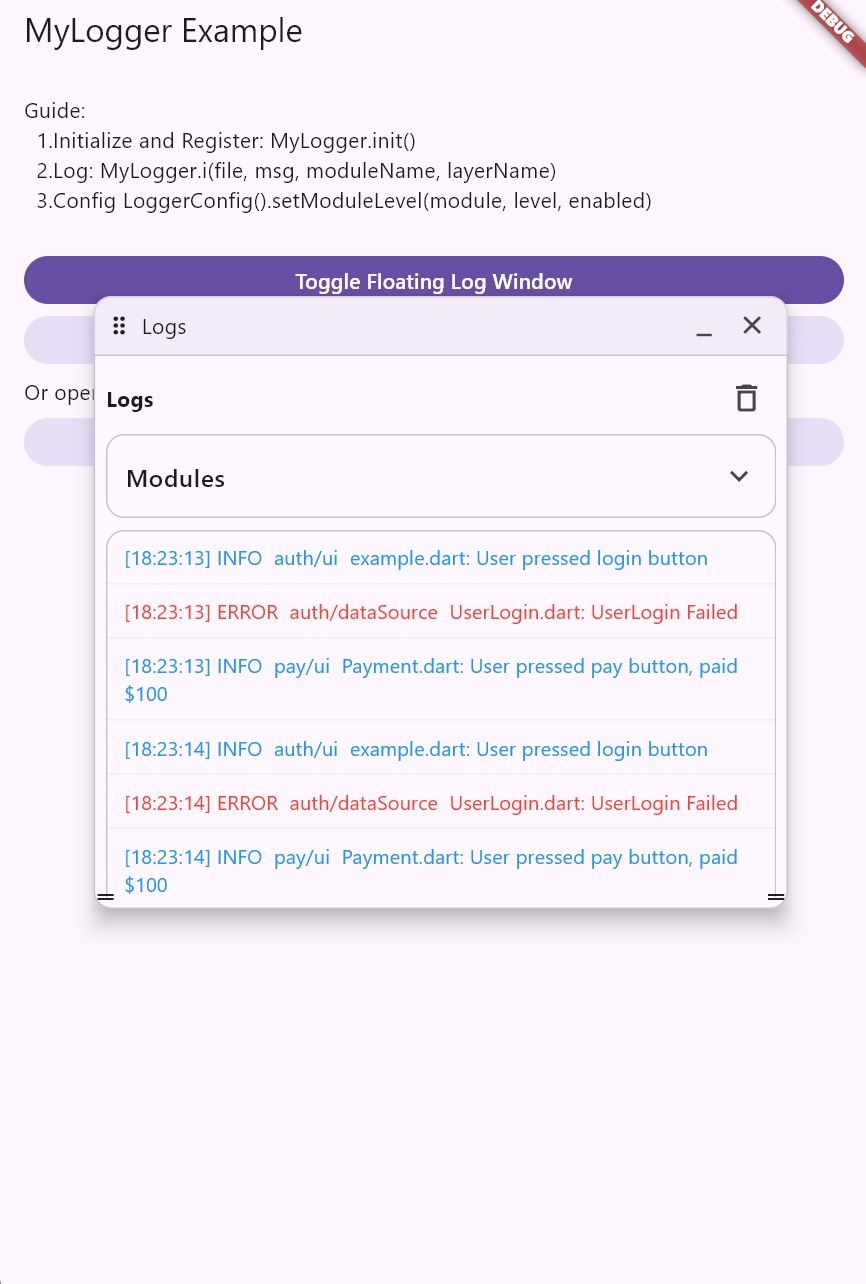 MyLogger Example
DEBUG
Guide:
1.Initialize and Register: MyLogger.init()
2.Log: MyLogger.i(file, msg, moduleName, layerName)
3.Config LoggerConfig().setModuleLevel(module, level, enabled)
Toggle Floating Log Window
Logs
Or
Logs
Modules
[18:23:13] INFO  auth/ui  example.dart: User pressed login button
[18:23:13] ERROR  auth/dataSource  UserLogin.dart: UserLogin Failed
[18:23:13] INFO  pay/ui  Payment.dart: User pressed pay button, paid
$100
[18:23:14] INFO  auth/ui  example.dart: User pressed login button
[18:23:14] ERROR  auth/dataSource  UserLogin.dart: UserLogin Failed
[18:23:14] INFO  pay/ui  Payment.dart: User pressed pay button, paid
$100